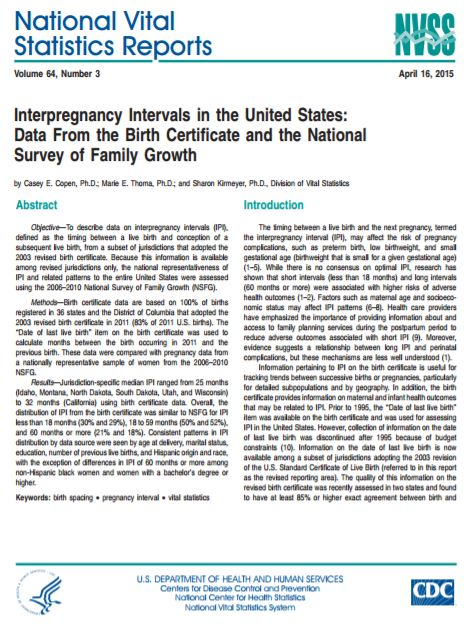 National Vital
Statistics Reports
NVSS
Volume 64, Number 3
April 16, 2015
Interpregnancy Intervals in the United States:
Data From the Birth Certificate and the National
Survey of Family Growth
by Casey E. Copen, Ph.D.; Marie E. Thoma, Ph.D.; and Sharon Kirmeyer, Ph.D., Division of Vital Statistics
Abstract
Objective—To describe data on interpregnancy intervals (IPI),
defined as the timing between a live birth and conception of a
subsequent live birth, from a subset of jurisdictions that adopted the
2003 revised birth certificate. Because this information is available
among revised jurisdictions only, the national representativeness of
IPI and related patterns to the entire United States were assessed
using the 2006–2010 National Survey of Family Growth (NSFG).
Methods—Birth certificate data are based on 100% of births
registered in 36 states and the District of Columbia that adopted the
2003 revised birth certificate in 2011 (83% of 2011 U.S. births). The
“Date of last live birth” item on the birth certificate was used to
calculate months between the birth occurring in 2011 and the
previous birth. These data were compared with pregnancy data from
a nationally representative sample of women from the 2006–2010
NSFG.
Results—Jurisdiction-specific median IPI ranged from 25 months
(Idaho, Montana, North Dakota, South Dakota, Utah, and Wisconsin)
to 32 months (California) using birth certificate data. Overall, the
distribution of IPI from the birth certificate was similar to NSFG for IPI
less than 18 months (30% and 29%), 18 to 59 months (50% and 52%),
and 60 months or more (21% and 18%). Consistent patterns in IPI
distribution by data source were seen by age at delivery, marital status,
education, number of previous live births, and Hispanic origin and race,
with the exception of differences in IPI of 60 months or more among
non-Hispanic black women and women with a bachelor's degree or
higher.
Keywords: birth spacing • pregnancy interval • vital statistics
Introduction
The timing between a live birth and the next pregnancy, termed
the interpregnancy interval (IPI), may affect the risk of pregnancy
complications, such as preterm birth, low birthweight, and small
gestational age (birthweight that is small for a given gestational age)
(1–5). While there is no consensus on optimal IPI, research has
shown that short intervals (less than 18 months) and long intervals
(60 months or more) were associated with higher risks of adverse
health outcomes (1–2). Factors such as maternal age and socioeco-
nomic status may affect IPI patterns (6–8). Health care providers
have emphasized the importance of providing information about and
access to family planning services during the postpartum period to
reduce adverse outcomes associated with short IPI (9). Moreover,
evidence suggests a relationship between long IPI and perinatal
complications, but these mechanisms are less well understood (1).
Information pertaining to IPI on the birth certificate is useful for
tracking trends between successive births or pregnancies, particularly
for detailed subpopulations and by geography. In addition, the birth
certificate provides information on maternal and infant health outcomes
that may be related to IPI. Prior to 1995, the “Date of last live birth”
item was available on the birth certificate and was used for assessing
IPI in the United States. However, collection of information on the date
of last live birth was discontinued after 1995 because of budget
constraints (10). Information on the date of last live birth is now
available among a subset of jurisdictions adopting the 2003 revision
of the U.S. Standard Certificate of Live Birth (referred to in this report
as the revised reporting area). The quality of this information on the
revised birth certificate was recently assessed in two states and found
to have at least 85% or higher exact agreement between birth and
U.S. DEPARTMENT OF HEALTH AND HUMAN SERVICES
Centers for Disease Control and Prevention
National Center for Health Statistics
National Vital Statistics System
CDC